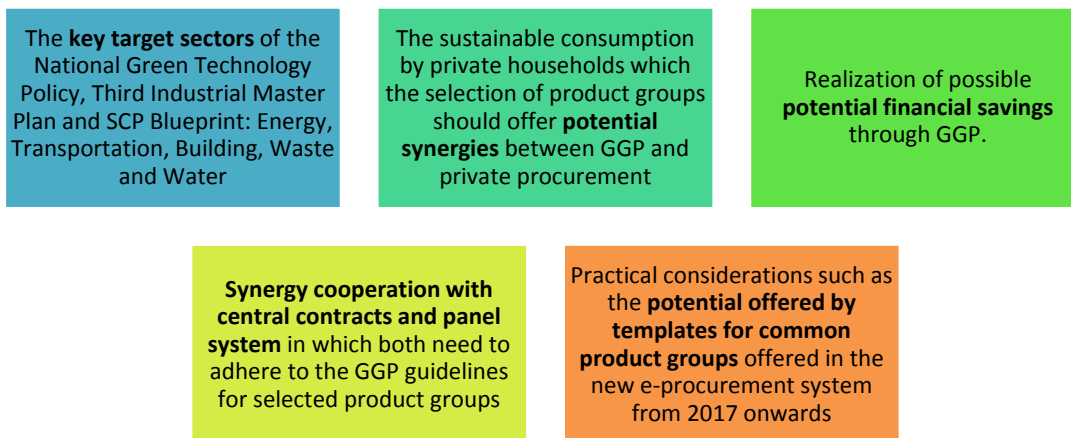 The key target sectors of the
National Green Technology
Policy, Third Industrial Master
Plan and SCP Blueprint: Energy,
Transportation, Building, Waste
and Water
The sustainable consumption
by private households which
the selection of product groups
should offer potential
synergies between GGP and
private procurement
Realization of possible
potential financial savings
through GGP.
Synergy cooperation with
central contracts and panel
system in which both need to
adhere to the GGP guidelines
for selected product groups
Practical considerations such as
the potential offered by
templates for common
product groups offered in the
new e-procurement system
from 2017 onwards